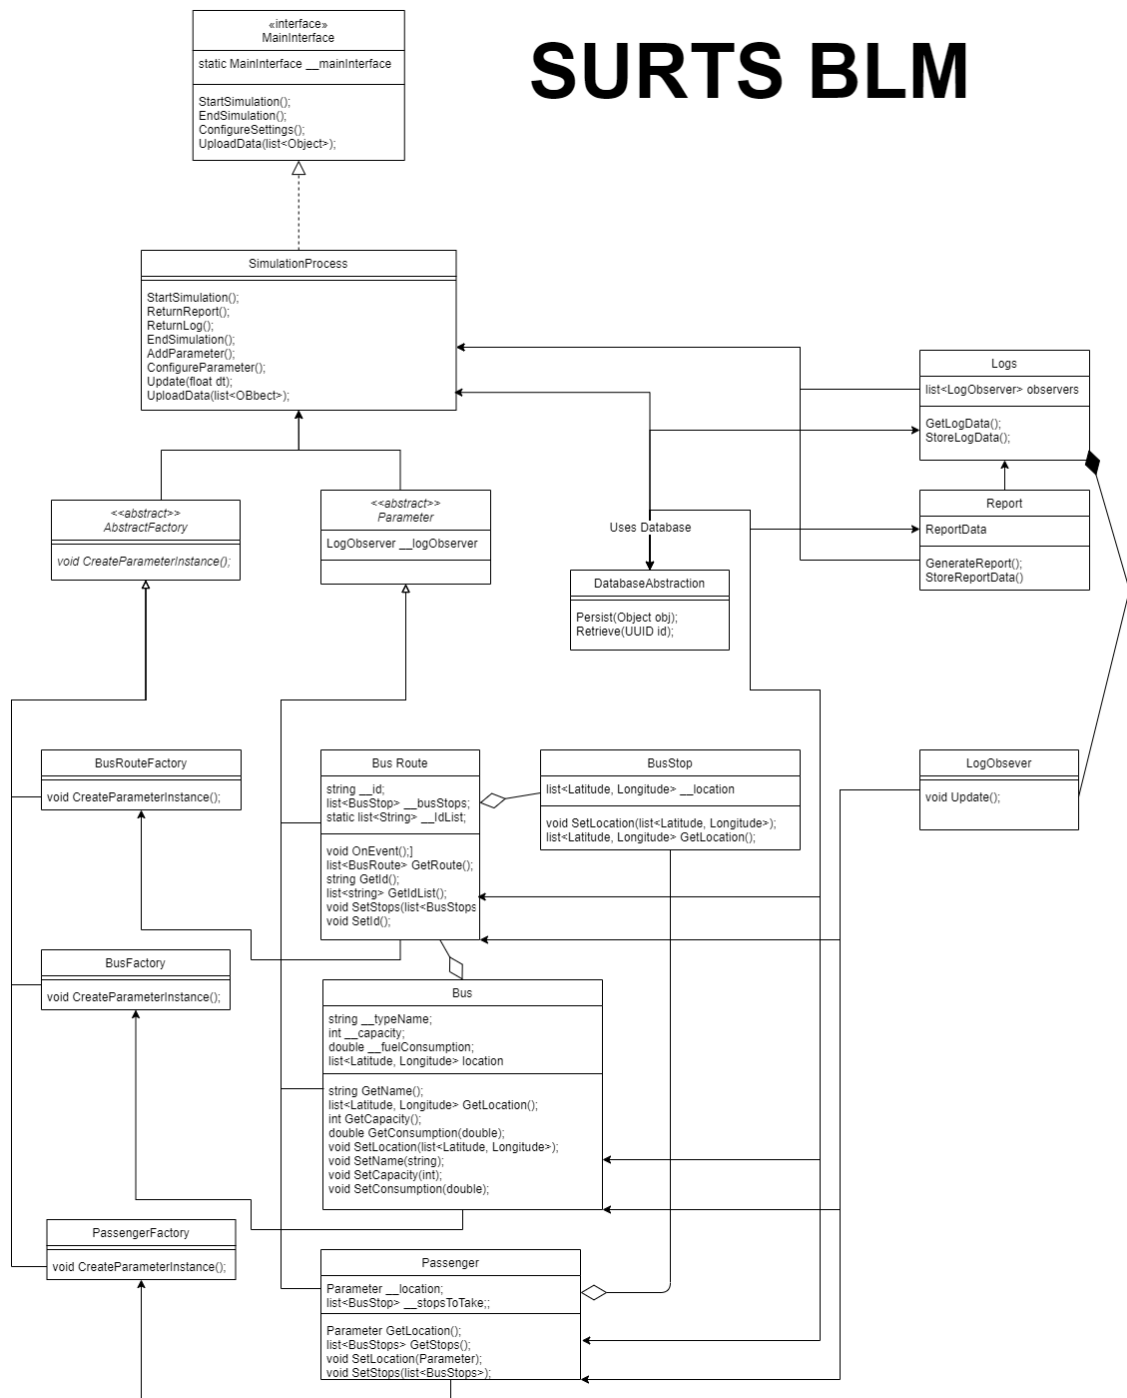 SURTS BLM
«interface»
MainInterface
static MainInterface __mainInterface
StartSimulation();
EndSimulation();
ConfigureSettings();
UploadData(list<Object>);
SimulationProcess
StartSimulation();
ReturnReport();
ReturnLog();
EndSimulation();
AddParameter();
ConfigureParameter();
Update(float dt);
UploadData(list<OBbect>);
Logs
list<LogObserver> observers
GetLogData();
StoreLogData();
<<abstract>>
AbstractFactory
void CreateParameterInstance();
<<abstract>>
Parameter
LogObserver __logObserver
Uses Database
Report
ReportData
GenerateReport();
StoreReportData()
DatabaseAbstraction
Persist(Object obj);
Retrieve(UUID id);
BusRouteFactory
void CreateParameterInstance();
Bus Route
string __id;
list<BusStop> __busStops;
static list<String> __IdList;
void OnEvent();]
list<BusRoute> GetRoute();
string GetId();
list<string> GetIdList();
void SetStops(list<BusStops
void SetId();
BusStop
list<Latitude, Longitude> __location
void SetLocation(list<Latitude, Longitude>);
list<Latitude, Longitude> GetLocation();
LogObsever
void Update();
BusFactory
void CreateParameterInstance();
Bus
string __typeName;
int __capacity;
double __fuelConsumption;
list<Latitude, Longitude> location
string GetName();
list<Latitude, Longitude> GetLocation();
int GetCapacity();
double GetConsumption(double);
void SetLocation(list<Latitude, Longitude>);
void SetName(string);
void SetCapacity(int);
void SetConsumption(double);
PassengerFactory
void CreateParameterInstance();
Passenger
Parameter __location;
list<BusStop> __stopsToTake;;
Parameter GetLocation();
list<BusStops> GetStops();
void SetLocation(Parameter);
void SetStops(list<BusStops>);